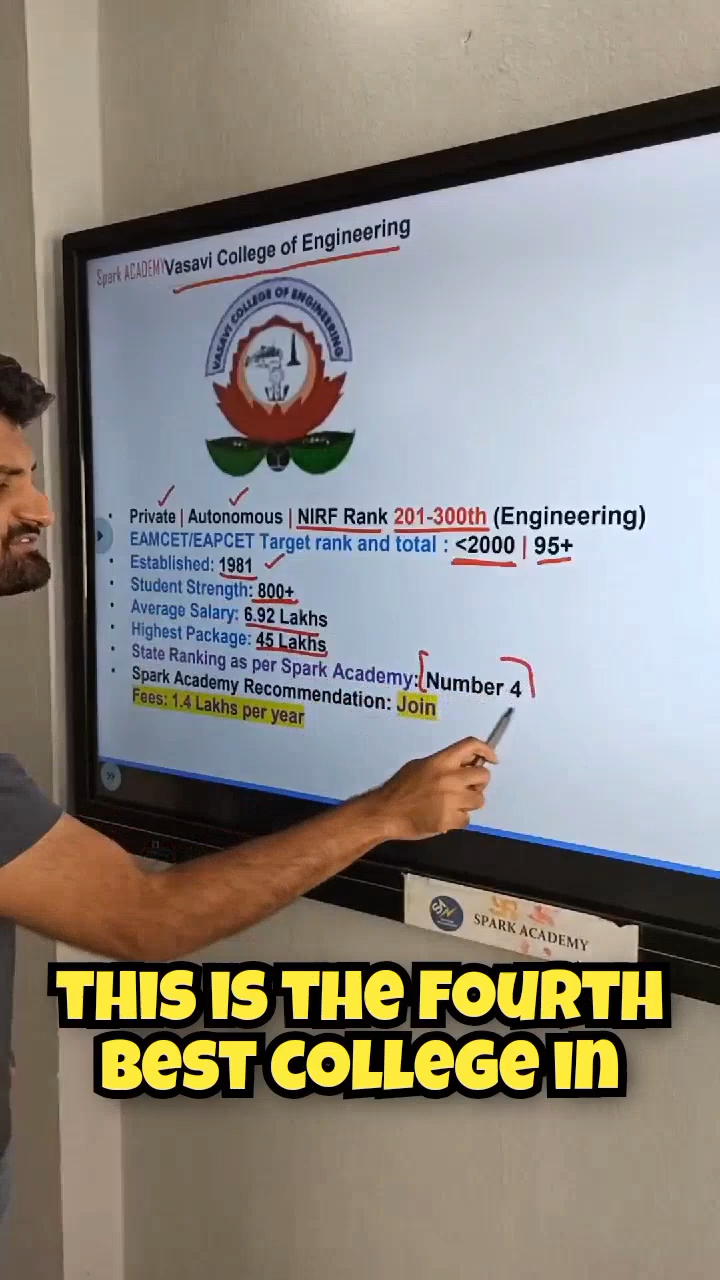 Spark ACADEMY Vasavi College of Engineering
VASAVI COLLEGE OF ENGINEERING
• Private | Autonomous | NIRF Rank 201-300th (Engineering)
EAMCET/EAPCET Target rank and total : <2000 | 95+
• Established: 1981
• Student Strength: 800+
• Average Salary: 6.92 Lakhs
• Highest Package: 45 Lakhs
• State Ranking as per Spark Academy: Number 4
• Spark Academy Recommendation: Join
Fees: 1.4 Lakhs per year
SPARK ACADEMY
THIS IS THE FOURTH
BEST COLLEGE IN